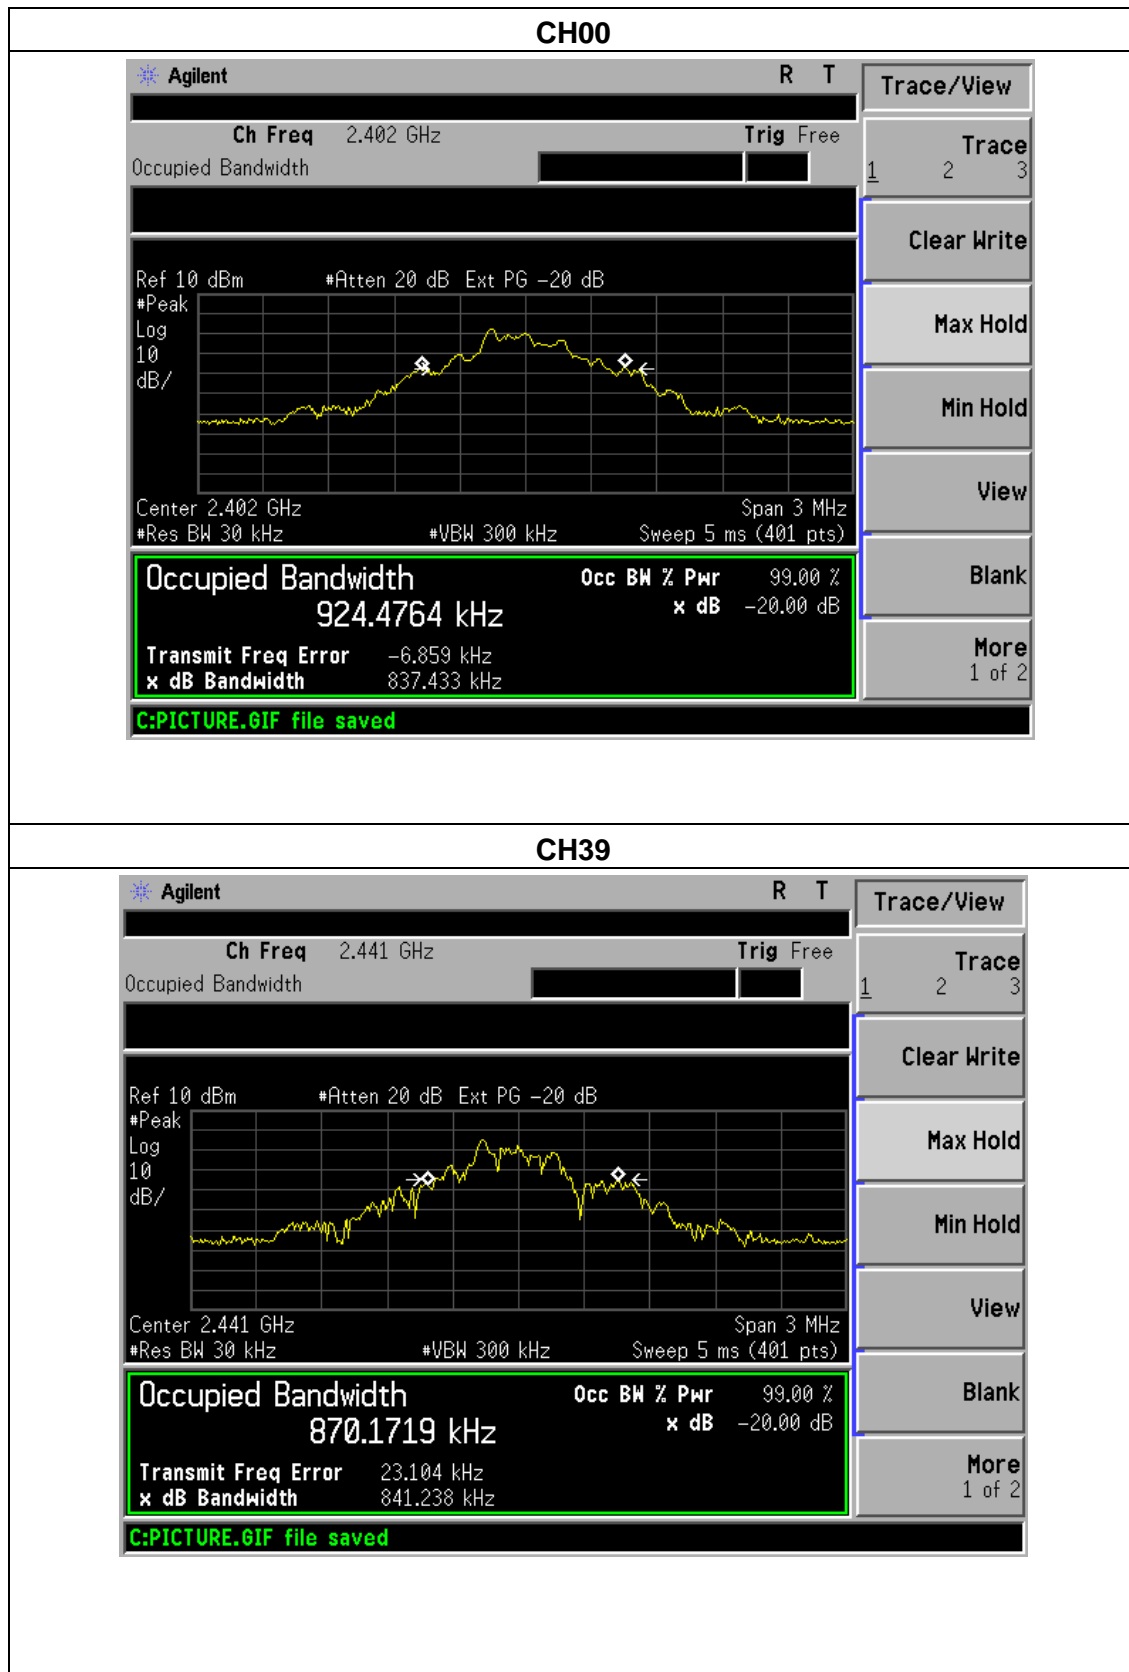 CH00
Agilent R T
Trace/View
Ch Freq 2.402 GHz Trig Free
Occupied Bandwidth
Trace
1 2 3
Clear Write
Max Hold
Min Hold
View
Blank
More
1 of 2
Ref 10 dBm #Atten 20 dB Ext PG -20 dB
#Peak
Log
10
dB/
Center 2.402 GHz Span 3 MHz
#Res BW 30 kHz #VBW 300 kHz Sweep 5 ms (401 pts)
Occupied Bandwidth Occ BW % Pwr 99.00 %
924.4764 kHz x dB -20.00 dB
Transmit Freq Error -6.859 kHz
x dB Bandwidth 837.433 kHz
C:PICTURE.GIF file saved
CH39
Agilent R T
Trace/View
Ch Freq 2.441 GHz Trig Free
Occupied Bandwidth
Trace
1 2 3
Clear Write
Max Hold
Min Hold
View
Blank
More
1 of 2
Ref 10 dBm #Atten 20 dB Ext PG -20 dB
#Peak
Log
10
dB/
Center 2.441 GHz Span 3 MHz
#Res BW 30 kHz #VBW 300 kHz Sweep 5 ms (401 pts)
Occupied Bandwidth Occ BW % Pwr 99.00 %
870.1719 kHz x dB -20.00 dB
Transmit Freq Error 23.104 kHz
x dB Bandwidth 841.238 kHz
C:PICTURE.GIF file saved